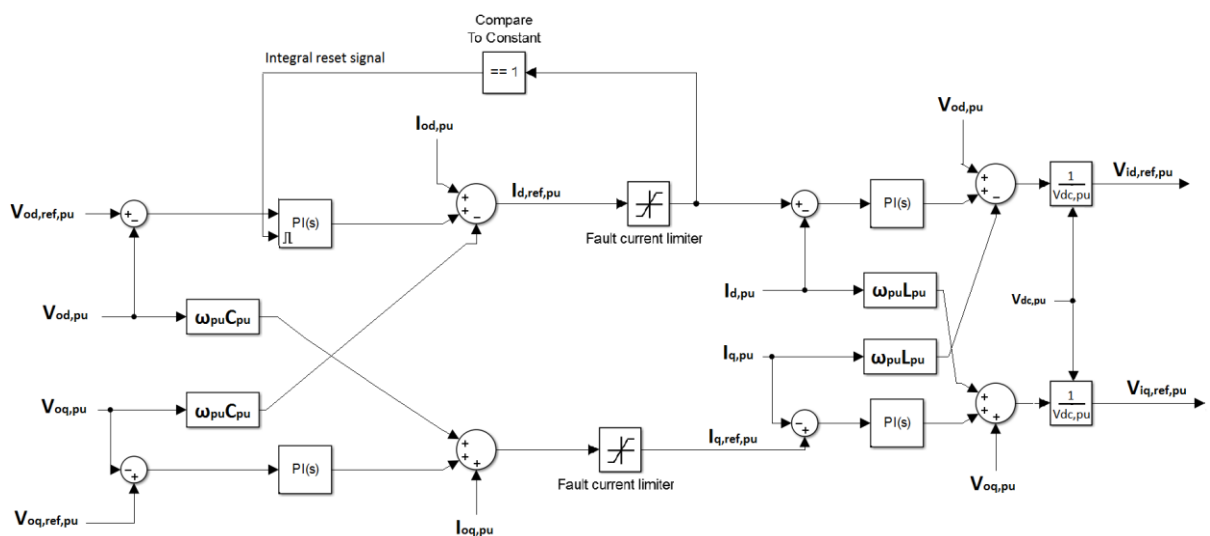 Compare
To Constant
Integral reset signal
== 1
Iod,pu
Vod,pu
Vod,ref,pu
+
−
PI(s)
+
+
−
Id,ref,pu
Fault current limiter
+
−
PI(s)
+
+
−
1
Vdc,pu
Vid,ref,pu
Vod,pu
ωpuCpu
Id,pu
ωpuLpu
Vdc,pu
Voq,pu
ωpuCpu
Iq,pu
ωpuLpu
−
+
PI(s)
+
+
+
Iq,ref,pu
Fault current limiter
−
+
PI(s)
+
+
+
1
Vdc,pu
Viq,ref,pu
Voq,ref,pu
Ioq,pu
Voq,pu